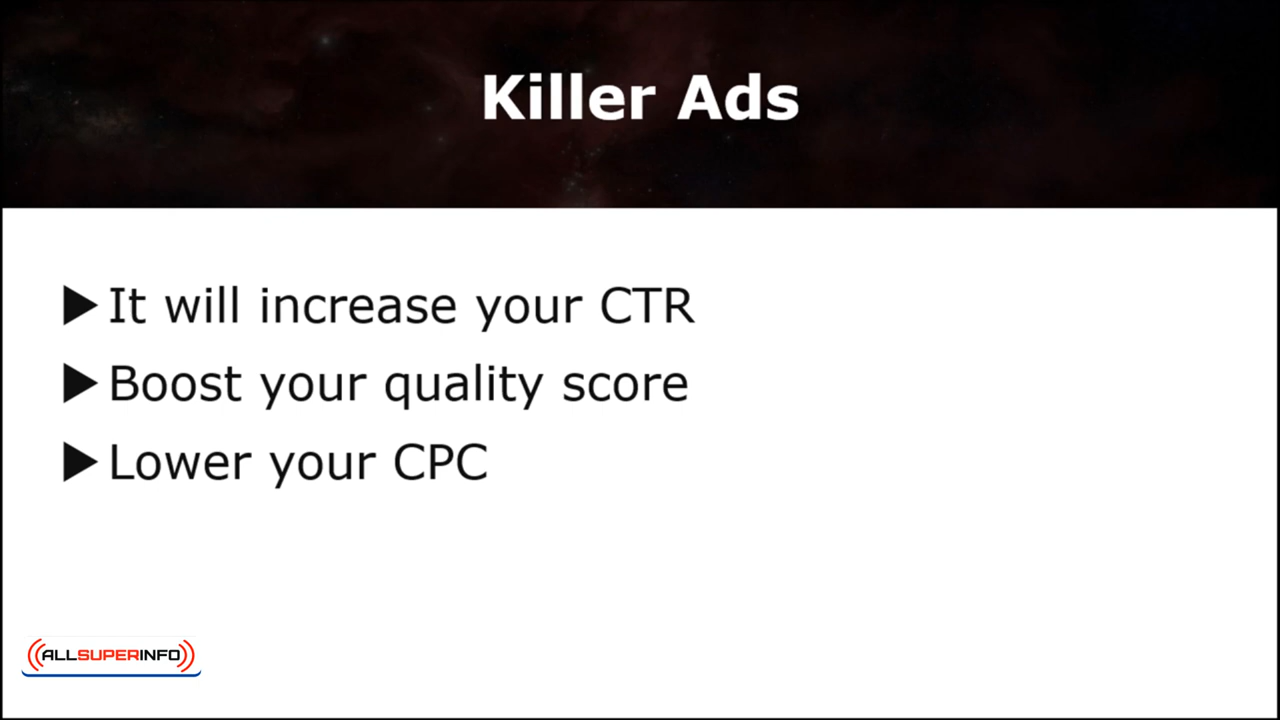 Killer Ads
It will increase your CTR
Boost your quality score
Lower your CPC
ALLSUPERINFO